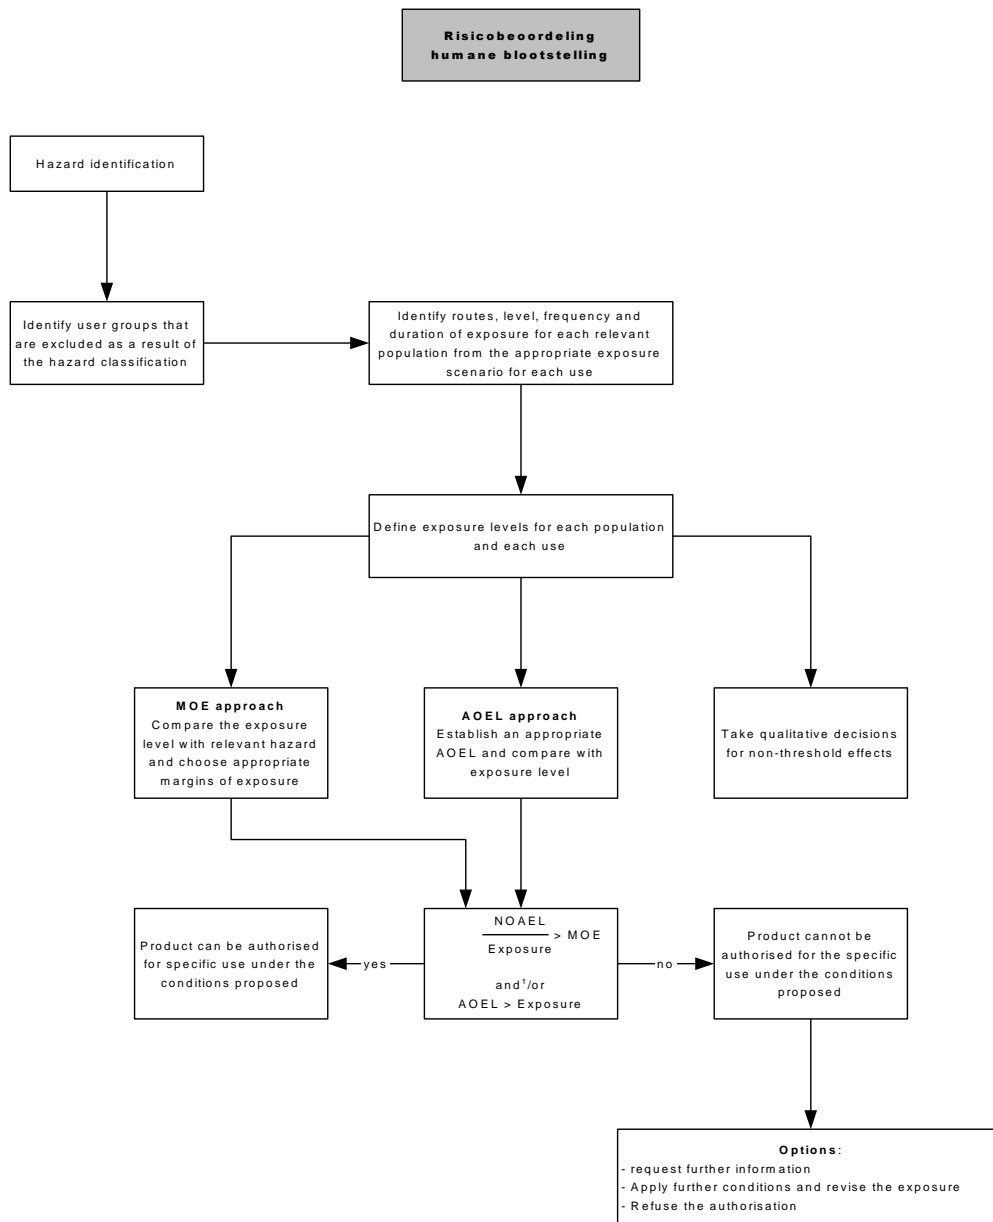 Risicobeoordeling
humane blootstelling
Hazard identification
Identify user groups that
are excluded as a result of
the hazard classification
Identify routes, level, frequency and
duration of exposure for each relevant
population from the appropriate exposure
scenario for each use
Define exposure levels for each population
and each use
MOE approach
Compare the exposure
level with relevant hazard
and choose appropriate
margins of exposure
AOEL approach
Establish an appropriate
AOEL and compare with
exposure level
Take qualitative decisions
for non-threshold effects
Product can be authorised
for specific use under the
conditions proposed
yes
NOAEL
> MOE
Exposure
and¹/or
AOEL > Exposure
no
Product cannot be
authorised for the specific
use under the conditions
proposed
Options:
- request further information
- Apply further conditions and revise the exposure
- Refuse the authorisation